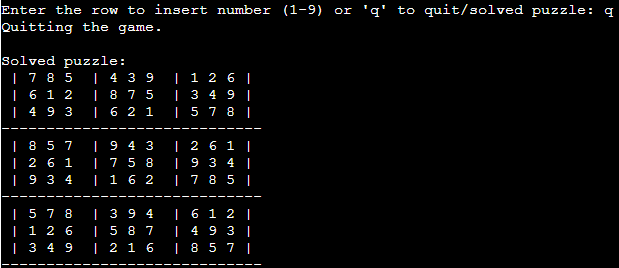 Enter the row to insert number (1-9) or 'q' to quit/solved puzzle: q
Quitting the game.
Solved puzzle:
| 7 8 5 | 4 3 9 | 1 2 6 |
| 6 1 2 | 8 7 5 | 3 4 9 |
| 4 9 3 | 6 2 1 | 5 7 8 |
------------------------------
| 8 5 7 | 9 4 3 | 2 6 1 |
| 2 6 1 | 7 5 8 | 9 3 4 |
| 9 3 4 | 1 6 2 | 7 8 5 |
------------------------------
| 5 7 8 | 3 9 4 | 6 1 2 |
| 1 2 6 | 5 8 7 | 4 9 3 |
| 3 4 9 | 2 1 6 | 8 5 7 |
------------------------------